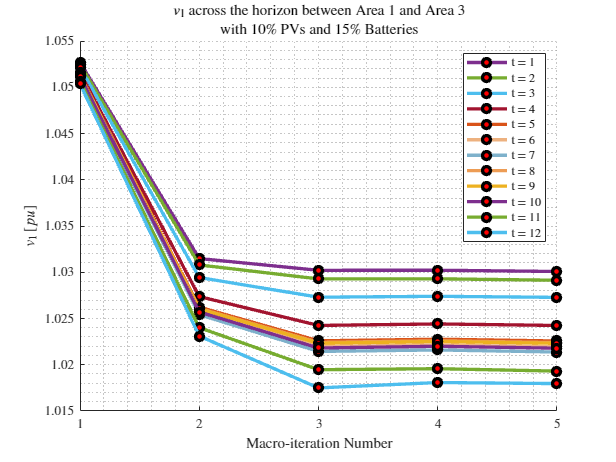 v₁ across the horizon between Area 1 and Area 3
with 10% PVs and 15% Batteries
1.055
1.05
1.045
1.04
1.035
1.03
1.025
1.02
1.015
v₁ [pu]
1 2 3 4 5
Macro-iteration Number
t = 1
t = 2
t = 3
t = 4
t = 5
t = 6
t = 7
t = 8
t = 9
t = 10
t = 11
t = 12